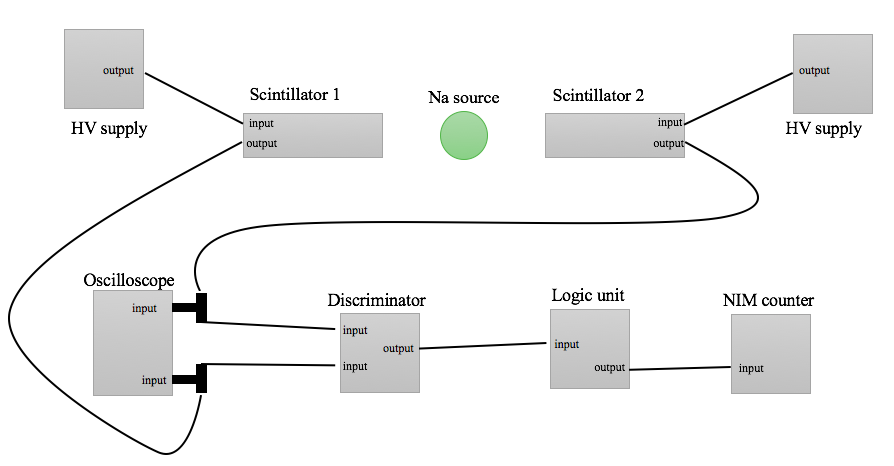 output
HV supply
Scintillator 1
input
output
Na source
Scintillator 2
input
output
output
HV supply
Oscilloscope
input
input
Discriminator
input
output
input
Logic unit
input
output
NIM counter
input